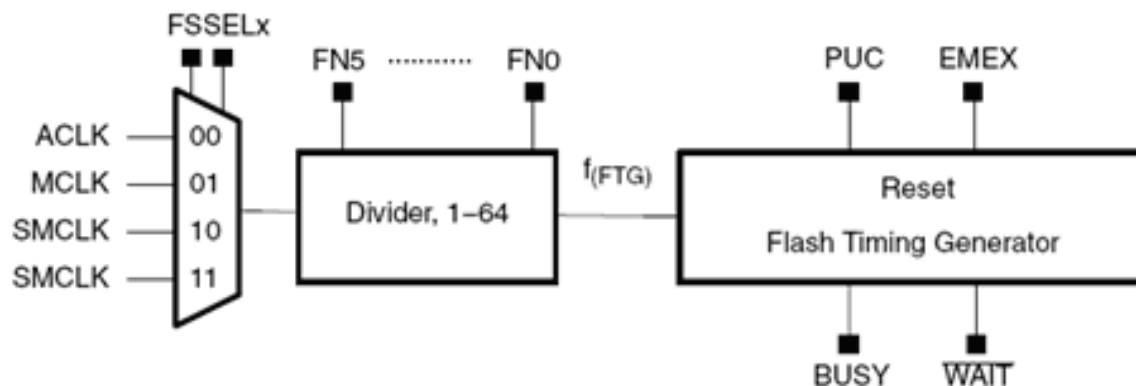 FSSELx
FN5 .......... FN0
PUC EMEX
ACLK 00
MCLK 01
SMCLK 10
SMCLK 11
Divider, 1–64
f(FTG)
Reset
Flash Timing Generator
BUSY WAIT